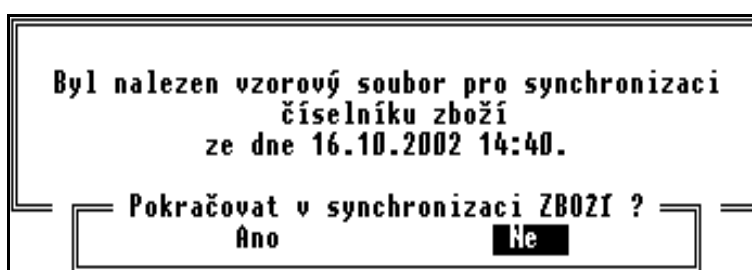 Byl nalezen vzorový soubor pro synchronizaci
číselníku zboží
ze dne 16.10.2002 14:40.
Pokračovat v synchronizaci ZBOŽÍ ?
Ano Ne